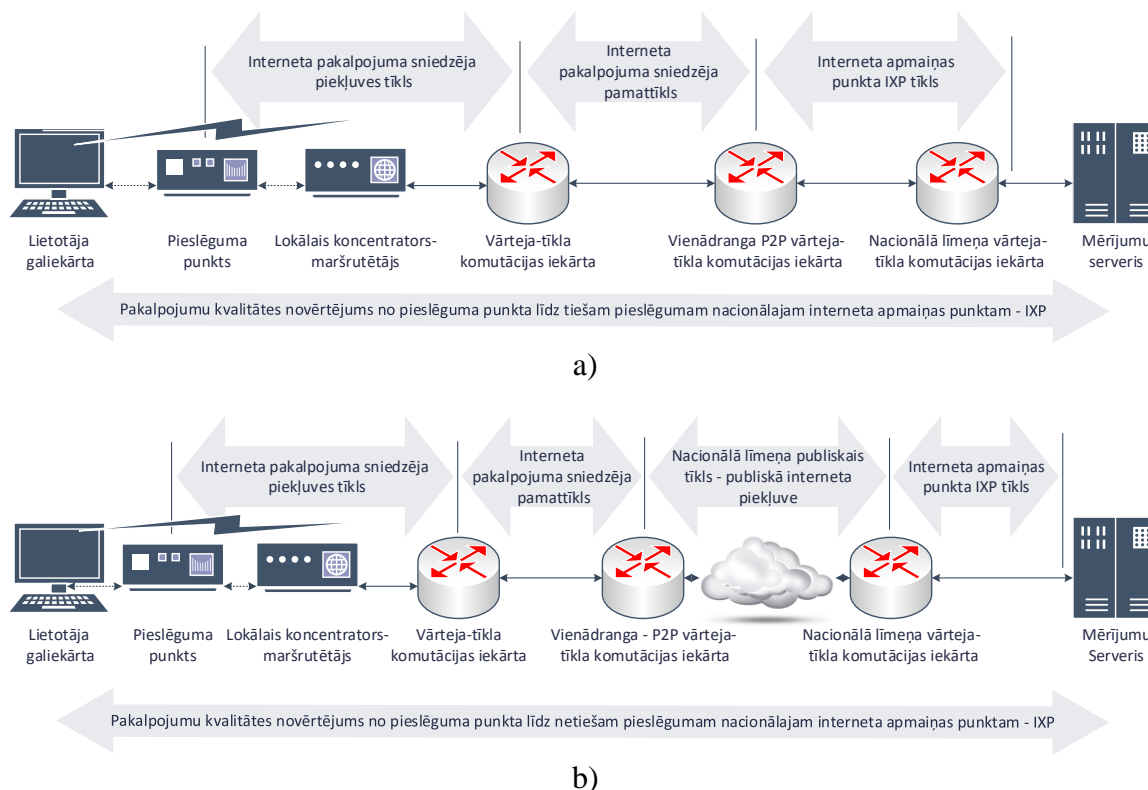 Interneta pakalpojuma sniedzēja
piekļuves tīkls
Interneta
pakalpojuma sniedzēja
pamattīkls
Interneta apmaiņas
punkta IXP tīkls
Lietotāja
galiekārta
Pieslēguma
punkts
Lokālais koncentrators-
maršrutētājs
Vārteja-tīkla
komutācijas iekārta
Vienādranga P2P vārteja-
tīkla komutācijas iekārta
Nacionālā līmeņa vārteja-
tīkla komutācijas iekārta
Mērījumu
serveris
Pakalpojumu kvalitātes novērtējums no pieslēguma punkta līdz tiešam pieslēgumam nacionālajam interneta apmaiņas punktam - IXP
a)
Interneta pakalpojuma sniedzēja
piekļuves tīkls
Interneta
pakalpojuma sniedzēja
pamattīkls
Nacionālā līmeņa publiskais
tīkls - publiskā interneta
piekļuve
Interneta apmaiņas
punkta IXP tīkls
Lietotāja
galiekārta
Pieslēguma
punkts
Lokālais koncentrators-
maršrutētājs
Vārteja-tīkla
komutācijas iekārta
Vienādranga - P2P vārteja-
tīkla komutācijas iekārta
Nacionālā līmeņa vārteja-
tīkla komutācijas iekārta
Mērījumu
Serveris
Pakalpojumu kvalitātes novērtējums no pieslēguma punkta līdz netiešam pieslēgumam nacionālajam interneta apmaiņas punktam - IXP
b)